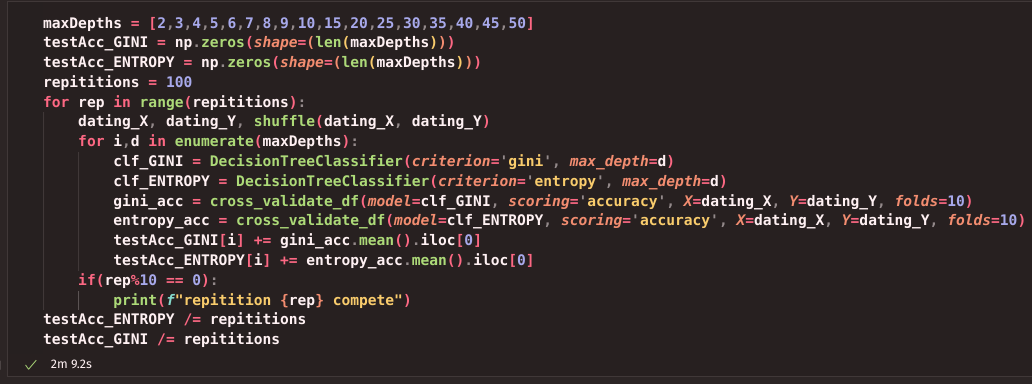 maxDepths = [2,3,4,5,6,7,8,9,10,15,20,25,30,35,40,45,50]
testAcc_GINI = np.zeros(shape=(len(maxDepths)))
testAcc_ENTROPY = np.zeros(shape=(len(maxDepths)))
repititions = 100
for rep in range(repititions):
    dating_X, dating_Y, shuffle(dating_X, dating_Y)
    for i,d in enumerate(maxDepths):
        clf_GINI = DecisionTreeClassifier(criterion='gini', max_depth=d)
        clf_ENTROPY = DecisionTreeClassifier(criterion='entropy', max_depth=d)
        gini_acc = cross_validate_df(model=clf_GINI, scoring='accuracy', X=dating_X, Y=dating_Y, folds=10)
        entropy_acc = cross_validate_df(model=clf_ENTROPY, scoring='accuracy', X=dating_X, Y=dating_Y, folds=10)
        testAcc_GINI[i] += gini_acc.mean().iloc[0]
        testAcc_ENTROPY[i] += entropy_acc.mean().iloc[0]
    if(rep%10 == 0):
        print(f"repitition {rep} compete")
testAcc_ENTROPY /= repititions
testAcc_GINI /= repititions
2m 9.2s